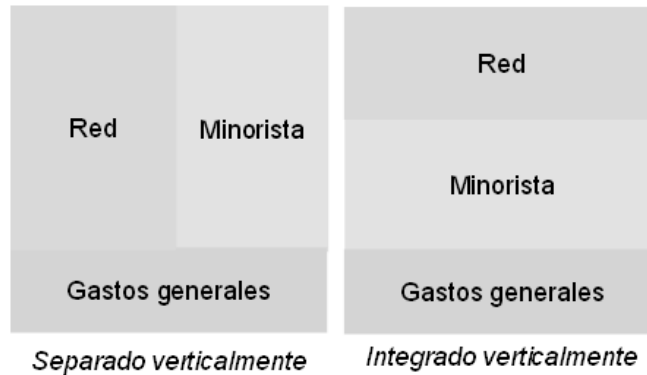 Red
Minorista
Gastos generales
Separado verticalmente
Red
Minorista
Gastos generales
Integrado verticalmente